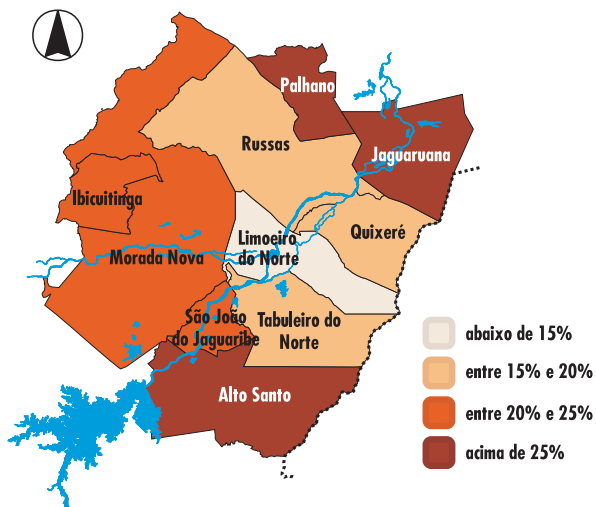 Palhano
Russas
Jaguaruana
Ibicuitinga
Quixeré
Limoeiro
do Norte
Morada Nova
São João
do Jaguaribe
Tabuleiro do
Norte
Alto Santo
abaixo de 15%
entre 15% e 20%
entre 20% e 25%
acima de 25%